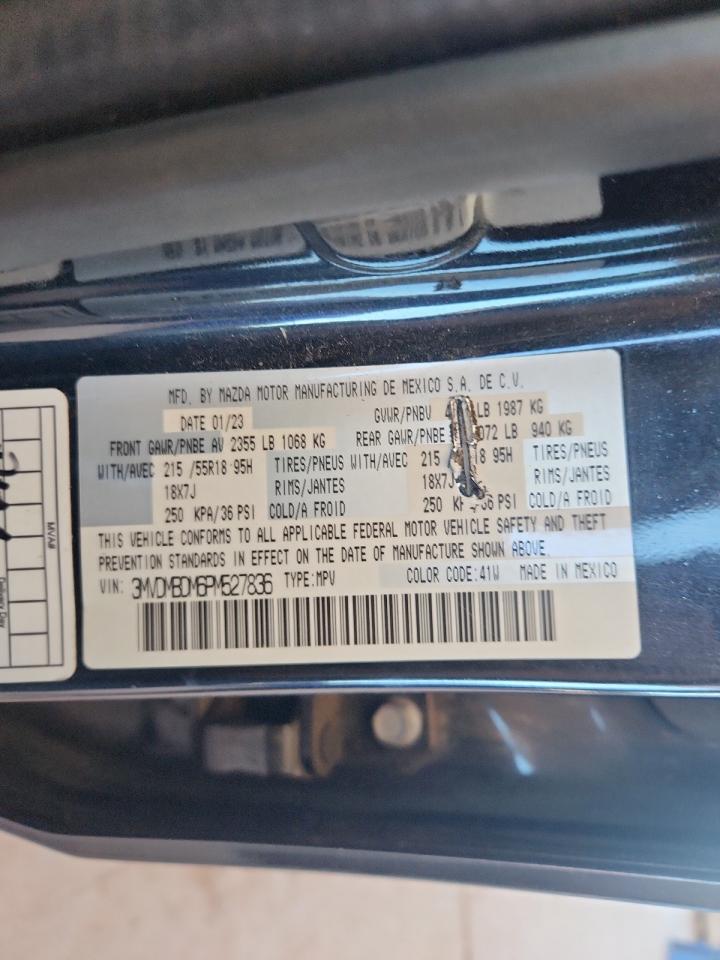 MFD. BY MAZDA MOTOR MANUFACTURING DE MEXICO S.A. DE C.V.
DATE 01/23 GVWR/PNBV LB 1987 KG
FRONT GAWR/PNBE AV 2355 LB 1068 KG REAR GAWR/PNBE LB 940 KG
WITH/AVEC 215 /55R18 95H TIRES/PNEUS WITH/AVEC 215 95H TIRES/PNEUS
18X7J RIMS/JANTES 18X7J RIMS/JANTES
250 KPA/36 PSI COLD/A FROID 250 PSI COLD/A FROID
THIS VEHICLE CONFORMS TO ALL APPLICABLE FEDERAL MOTOR VEHICLE SAFETY AND THEFT
PREVENTION STANDARDS IN EFFECT ON THE DATE OF MANUFACTURE SHOWN ABOVE.
VIN: 3MVDMBDM6PM527836 TYPE:MPV COLOR CODE:41W MADE IN MEXICO
MVA#
Delivery Day